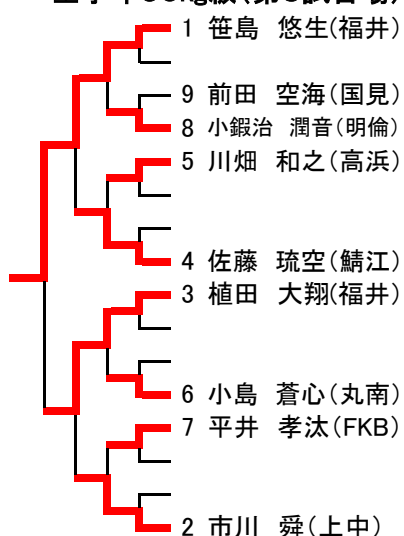 1 笹島 悠生(福井)
9 前田 空海(国見)
8 小鍜治 潤音(明倫)
5 川畑 和之(高浜)
4 佐藤 琉空(鯖江)
3 植田 大翔(福井)
6 小島 蒼心(丸南)
7 平井 孝汰(FKB)
2 市川 舜(上中)